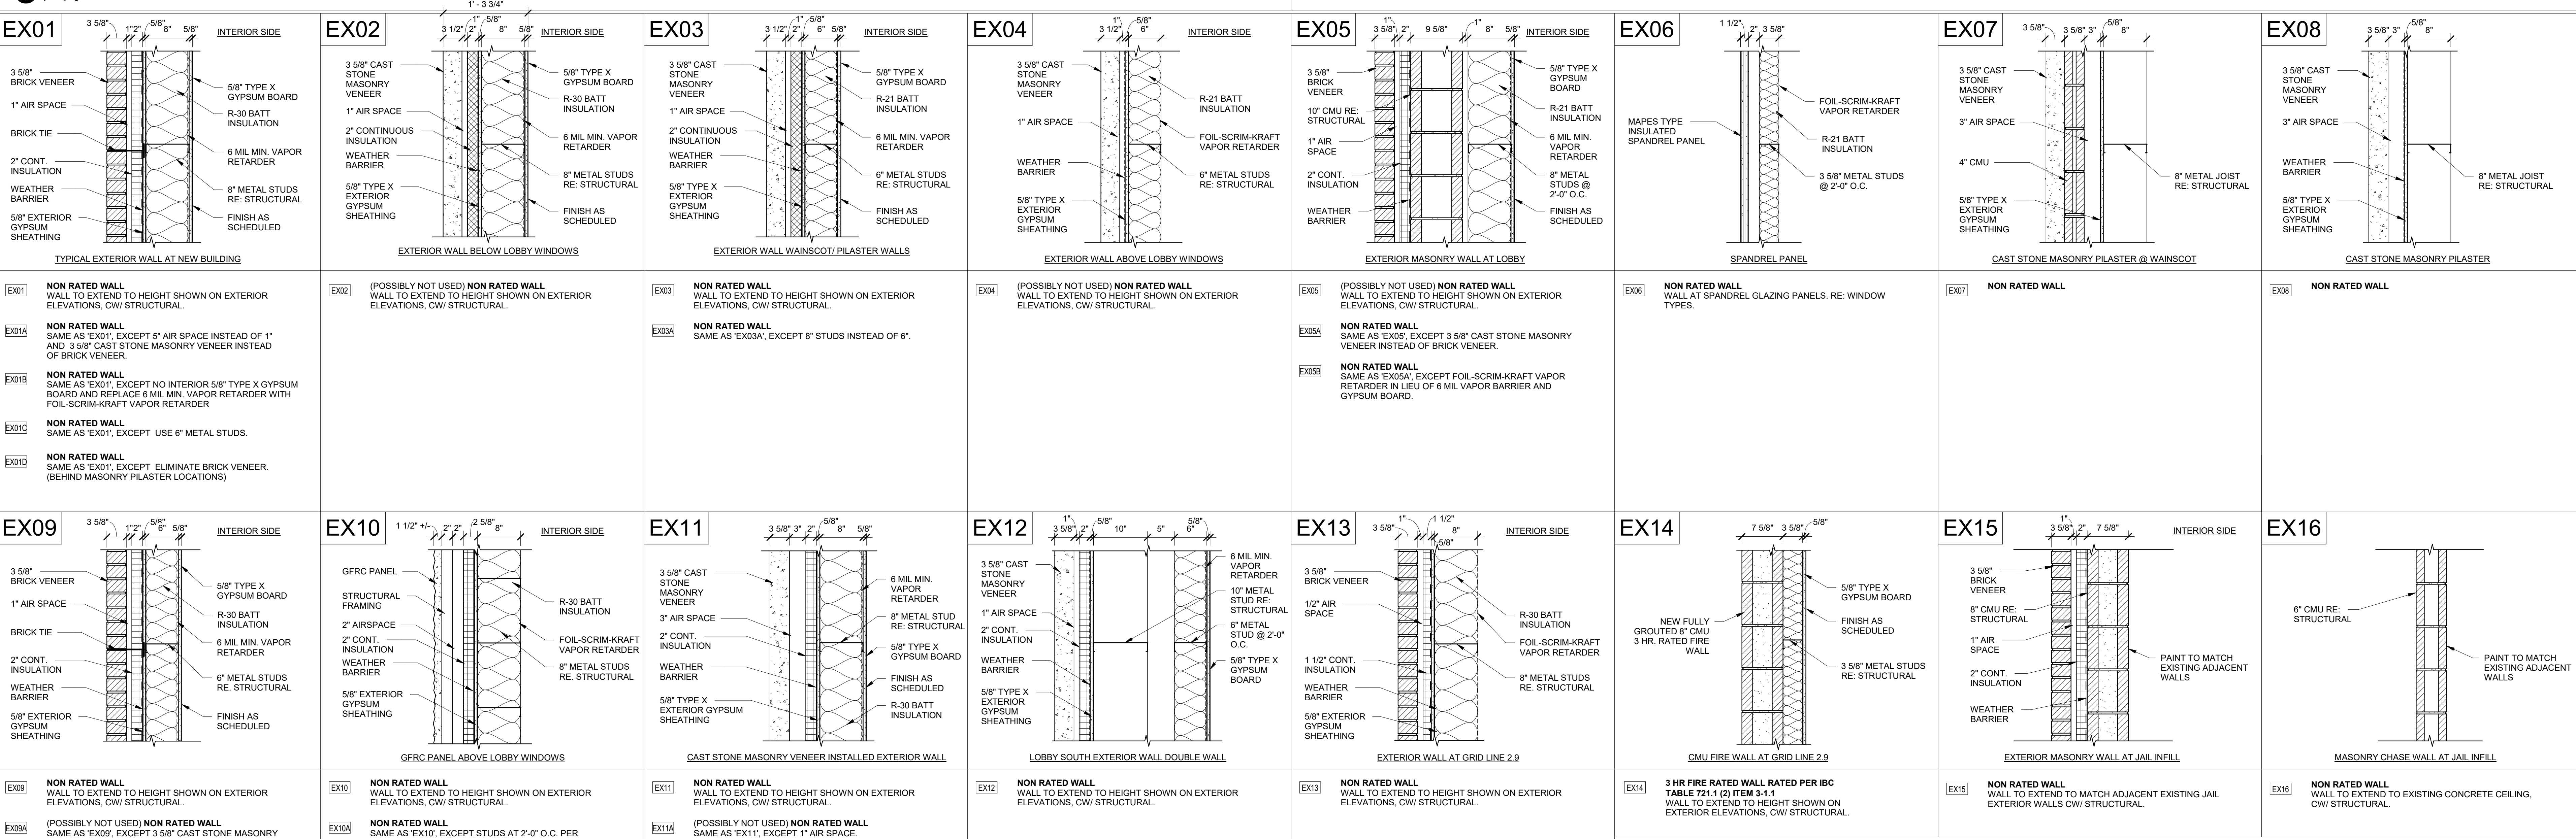 1' - 3 3/4"
EX01
3 5/8"
1"
2"
5/8"
8"
5/8"
INTERIOR SIDE
3 5/8"
BRICK VENEER
1" AIR SPACE
BRICK TIE
2" CONT.
INSULATION
WEATHER
BARRIER
5/8" EXTERIOR
GYPSUM
SHEATHING
5/8" TYPE X
GYPSUM BOARD
R-30 BATT
INSULATION
6 MIL MIN. VAPOR
RETARDER
8" METAL STUDS
RE: STRUCTURAL
FINISH AS
SCHEDULED
TYPICAL EXTERIOR WALL AT NEW BUILDING
EX02
3 1/2"
2"
1"
5/8"
8"
5/8"
INTERIOR SIDE
3 5/8" CAST
STONE
MASONRY
VENEER
1" AIR SPACE
2" CONTINUOUS
INSULATION
WEATHER
BARRIER
5/8" TYPE X
EXTERIOR
GYPSUM
SHEATHING
5/8" TYPE X
GYPSUM BOARD
R-30 BATT
INSULATION
6 MIL MIN. VAPOR
RETARDER
8" METAL STUDS
RE: STRUCTURAL
FINISH AS
SCHEDULED
EXTERIOR WALL BELOW LOBBY WINDOWS
EX03
3 1/2"
2"
1"
5/8"
6"
5/8"
INTERIOR SIDE
3 5/8" CAST
STONE
MASONRY
VENEER
1" AIR SPACE
2" CONTINUOUS
INSULATION
WEATHER
BARRIER
5/8" TYPE X
EXTERIOR
GYPSUM
SHEATHING
5/8" TYPE X
GYPSUM BOARD
R-21 BATT
INSULATION
6 MIL MIN. VAPOR
RETARDER
6" METAL STUDS
RE: STRUCTURAL
FINISH AS
SCHEDULED
EXTERIOR WALL WAINSCOT/ PILASTER WALLS
EX04
3 1/2"
1"
5/8"
6"
INTERIOR SIDE
3 5/8" CAST
STONE
MASONRY
VENEER
1" AIR SPACE
WEATHER
BARRIER
5/8" TYPE X
EXTERIOR
GYPSUM
SHEATHING
R-21 BATT
INSULATION
FOIL-SCRIM-KRAFT
VAPOR RETARDER
6" METAL STUDS
RE: STRUCTURAL
EXTERIOR WALL ABOVE LOBBY WINDOWS
EX05
1"
3 5/8"
2"
9 5/8"
1"
8"
5/8"
INTERIOR SIDE
3 5/8"
BRICK
VENEER
10" CMU RE:
STRUCTURAL
1" AIR
SPACE
2" CONT.
INSULATION
WEATHER
BARRIER
5/8" TYPE X
GYPSUM
BOARD
R-21 BATT
INSULATION
6 MIL MIN.
VAPOR
RETARDER
8" METAL
STUDS @
2'-0" O.C.
FINISH AS
SCHEDULED
EXTERIOR MASONRY WALL AT LOBBY
EX06
1 1/2"
2"
3 5/8"
MAPES TYPE
INSULATED
SPANDREL PANEL
FOIL-SCRIM-KRAFT
VAPOR RETARDER
R-21 BATT
INSULATION
3 5/8" METAL STUDS
@ 2'-0" O.C.
SPANDREL PANEL
EX07
3 5/8"
3 5/8"
3"
5/8"
8"
3 5/8" CAST
STONE
MASONRY
VENEER
3" AIR SPACE
4" CMU
5/8" TYPE X
EXTERIOR
GYPSUM
SHEATHING
8" METAL JOIST
RE: STRUCTURAL
CAST STONE MASONRY PILASTER @ WAINSCOT
EX08
3 5/8"
3"
5/8"
8"
3 5/8" CAST
STONE
MASONRY
VENEER
3" AIR SPACE
WEATHER
BARRIER
5/8" TYPE X
EXTERIOR
GYPSUM
SHEATHING
8" METAL JOIST
RE: STRUCTURAL
CAST STONE MASONRY PILASTER
EX01
NON RATED WALL
WALL TO EXTEND TO HEIGHT SHOWN ON EXTERIOR
ELEVATIONS, CW/ STRUCTURAL.
EX01A
NON RATED WALL
SAME AS 'EX01', EXCEPT 5" AIR SPACE INSTEAD OF 1"
AND 3 5/8" CAST STONE MASONRY VENEER INSTEAD
OF BRICK VENEER.
EX01B
NON RATED WALL
SAME AS 'EX01', EXCEPT NO INTERIOR 5/8" TYPE X GYPSUM
BOARD AND REPLACE 6 MIL MIN. VAPOR RETARDER WITH
FOIL-SCRIM-KRAFT VAPOR RETARDER
EX01C
NON RATED WALL
SAME AS 'EX01', EXCEPT USE 6" METAL STUDS.
EX01D
NON RATED WALL
SAME AS 'EX01', EXCEPT ELIMINATE BRICK VENEER.
(BEHIND MASONRY PILASTER LOCATIONS)
EX02
(POSSIBLY NOT USED) NON RATED WALL
WALL TO EXTEND TO HEIGHT SHOWN ON EXTERIOR
ELEVATIONS, CW/ STRUCTURAL.
EX03
NON RATED WALL
WALL TO EXTEND TO HEIGHT SHOWN ON EXTERIOR
ELEVATIONS, CW/ STRUCTURAL.
EX03A
NON RATED WALL
SAME AS 'EX03A', EXCEPT 8" STUDS INSTEAD OF 6".
EX04
(POSSIBLY NOT USED) NON RATED WALL
WALL TO EXTEND TO HEIGHT SHOWN ON EXTERIOR
ELEVATIONS, CW/ STRUCTURAL.
EX05
(POSSIBLY NOT USED) NON RATED WALL
WALL TO EXTEND TO HEIGHT SHOWN ON EXTERIOR
ELEVATIONS, CW/ STRUCTURAL.
EX05A
NON RATED WALL
SAME AS 'EX05', EXCEPT 3 5/8" CAST STONE MASONRY
VENEER INSTEAD OF BRICK VENEER.
EX05B
NON RATED WALL
SAME AS 'EX05A', EXCEPT FOIL-SCRIM-KRAFT VAPOR
RETARDER IN LIEU OF 6 MIL VAPOR BARRIER AND
GYPSUM BOARD.
EX06
NON RATED WALL
WALL AT SPANDREL GLAZING PANELS. RE: WINDOW
TYPES.
EX07
NON RATED WALL
EX08
NON RATED WALL
EX09
3 5/8"
1"
2"
5/8"
6"
5/8"
INTERIOR SIDE
3 5/8"
BRICK VENEER
1" AIR SPACE
BRICK TIE
2" CONT.
INSULATION
WEATHER
BARRIER
5/8" EXTERIOR
GYPSUM
SHEATHING
5/8" TYPE X
GYPSUM BOARD
R-30 BATT
INSULATION
6 MIL MIN. VAPOR
RETARDER
6" METAL STUDS
RE. STRUCTURAL
FINISH AS
SCHEDULED
EX10
1 1/2" +/-
2"
2"
2 5/8"
8"
INTERIOR SIDE
GFRC PANEL
STRUCTURAL
FRAMING
2" AIRSPACE
2" CONT.
INSULATION
WEATHER
BARRIER
5/8" EXTERIOR
GYPSUM
SHEATHING
R-30 BATT
INSULATION
FOIL-SCRIM-KRAFT
VAPOR RETARDER
8" METAL STUDS
RE. STRUCTURAL
GFRC PANEL ABOVE LOBBY WINDOWS
EX11
3 5/8"
3"
2"
5/8"
8"
5/8"
3 5/8" CAST
STONE
MASONRY
VENEER
3" AIR SPACE
2" CONT.
INSULATION
WEATHER
BARRIER
5/8" TYPE X
EXTERIOR GYPSUM
SHEATHING
6 MIL MIN.
VAPOR
RETARDER
8" METAL STUD
RE: STRUCTURAL
5/8" TYPE X
GYPSUM BOARD
FINISH AS
SCHEDULED
R-30 BATT
INSULATION
CAST STONE MASONRY VENEER INSTALLED EXTERIOR WALL
EX12
1"
3 5/8"
2"
5/8"
10"
5"
5/8"
6"
3 5/8" CAST
STONE
MASONRY
VENEER
1" AIR SPACE
2" CONT.
INSULATION
WEATHER
BARRIER
5/8" TYPE X
EXTERIOR
GYPSUM
SHEATHING
6 MIL MIN.
VAPOR
RETARDER
10" METAL
STUD RE:
STRUCTURAL
6" METAL
STUD @ 2'-0"
O.C.
5/8" TYPE X
GYPSUM
BOARD
LOBBY SOUTH EXTERIOR WALL DOUBLE WALL
EX13
3 5/8"
1"
1 1/2"
5/8"
8"
INTERIOR SIDE
3 5/8"
BRICK VENEER
1/2" AIR
SPACE
1 1/2" CONT.
INSULATION
WEATHER
BARRIER
5/8" EXTERIOR
GYPSUM
SHEATHING
R-30 BATT
INSULATION
FOIL-SCRIM-KRAFT
VAPOR RETARDER
8" METAL STUDS
RE. STRUCTURAL
EXTERIOR WALL AT GRID LINE 2.9
EX14
7 5/8"
3 5/8"
5/8"
NEW FULLY
GROUTED 8" CMU
3 HR. RATED FIRE
WALL
5/8" TYPE X
GYPSUM BOARD
FINISH AS
SCHEDULED
3 5/8" METAL STUDS
RE: STRUCTURAL
CMU FIRE WALL AT GRID LINE 2.9
EX15
1"
3 5/8"
2"
7 5/8"
INTERIOR SIDE
3 5/8"
BRICK
VENEER
8" CMU RE:
STRUCTURAL
1" AIR
SPACE
2" CONT.
INSULATION
WEATHER
BARRIER
PAINT TO MATCH
EXISTING ADJACENT
WALLS
EXTERIOR MASONRY WALL AT JAIL INFILL
EX16
6" CMU RE:
STRUCTURAL
PAINT TO MATCH
EXISTING ADJACENT
WALLS
MASONRY CHASE WALL AT JAIL INFILL
EX09
NON RATED WALL
WALL TO EXTEND TO HEIGHT SHOWN ON EXTERIOR
ELEVATIONS, CW/ STRUCTURAL.
EX09A
(POSSIBLY NOT USED) NON RATED WALL
SAME AS 'EX09', EXCEPT 3 5/8" CAST STONE MASONRY
EX10
NON RATED WALL
WALL TO EXTEND TO HEIGHT SHOWN ON EXTERIOR
ELEVATIONS, CW/ STRUCTURAL.
EX10A
NON RATED WALL
SAME AS 'EX10', EXCEPT STUDS AT 2'-0" O.C. PER
EX11
NON RATED WALL
WALL TO EXTEND TO HEIGHT SHOWN ON EXTERIOR
ELEVATIONS, CW/ STRUCTURAL.
EX11A
(POSSIBLY NOT USED) NON RATED WALL
SAME AS 'EX11', EXCEPT 1" AIR SPACE.
EX12
NON RATED WALL
WALL TO EXTEND TO HEIGHT SHOWN ON EXTERIOR
ELEVATIONS, CW/ STRUCTURAL.
EX13
NON RATED WALL
WALL TO EXTEND TO HEIGHT SHOWN ON EXTERIOR
ELEVATIONS, CW/ STRUCTURAL.
EX14
3 HR FIRE RATED WALL RATED PER IBC
TABLE 721.1 (2) ITEM 3-1.1
WALL TO EXTEND TO HEIGHT SHOWN ON
EXTERIOR ELEVATIONS, CW/ STRUCTURAL.
EX15
NON RATED WALL
WALL TO EXTEND TO MATCH ADJACENT EXISTING JAIL
EXTERIOR WALLS CW/ STRUCTURAL.
EX16
NON RATED WALL
WALL TO EXTEND TO EXISTING CONCRETE CEILING,
CW/ STRUCTURAL.